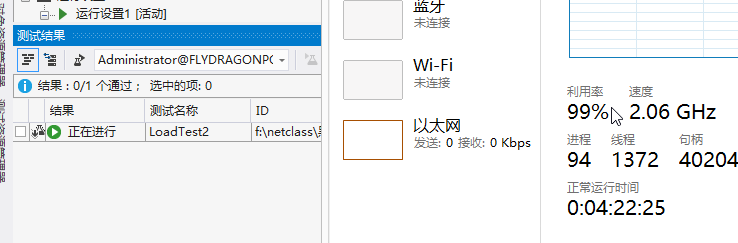 运行设置1 [活动]
测试结果
Administrator@FLYDRAGONPC
结果：0/1 个通过； 选中的项: 0
结果 测试名称 ID
正在进行 LoadTest2 f:\netclass\
蓝牙
未连接
Wi-Fi
未连接
以太网
发送: 0 接收: 0 Kbps
利用率 速度
99% 2.06 GHz
进程 线程 句柄
94 1372 40204
正常运行时间
0:04:22:25